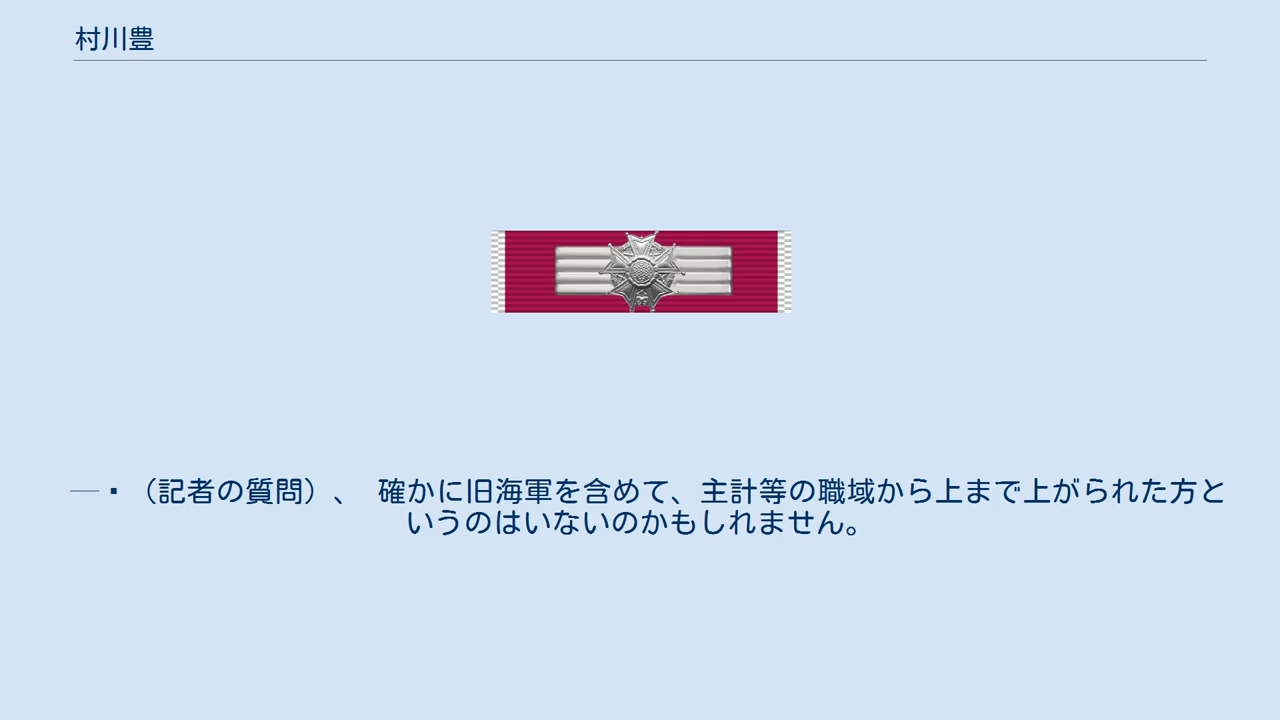 村川豊
―▪（記者の質問）、 確かに旧海軍を含めて、主計等の職域から上まで上がられた方と
いうのはいないのかもしれません。